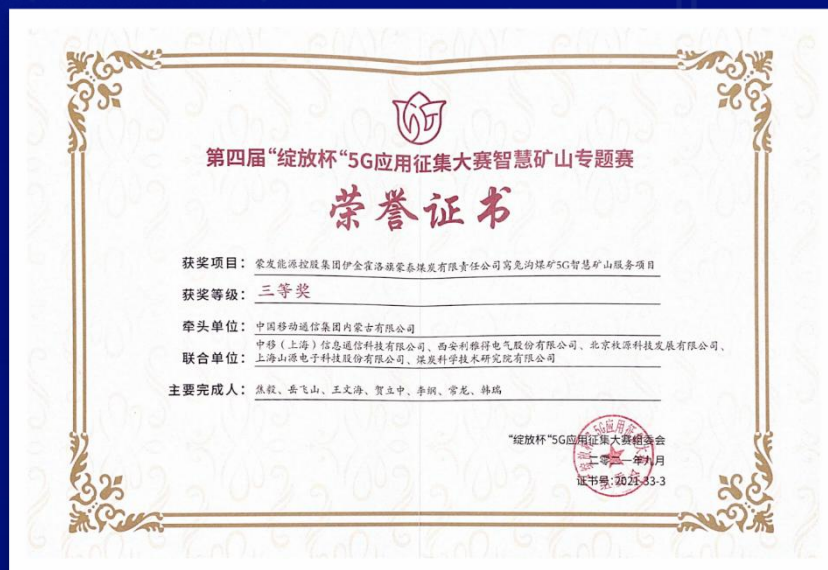 第四届“绽放杯“5G应用征集大赛智慧矿山专题赛
荣誉证书
获奖项目：蒙发能源控股集团伊金霍洛旗蒙泰煤炭有限责任公司窝兔沟煤矿5G智慧矿山服务项目
获奖等级：三等奖
牵头单位：中国移动通信集团内蒙古有限公司
中移（上海）信息通信科技有限公司、西安利雅得电气股份有限公司、北京枚源科技发展有限公司、
联合单位：上海山源电子科技股份有限公司、煤炭科学技术研究院有限公司
主要完成人：焦毅、岳飞山、王文海、贺立中、李钢、常龙、韩瑞
“绽放杯”5G应用征集大赛组委会
二零二一年九月
证书号：2021-33-3